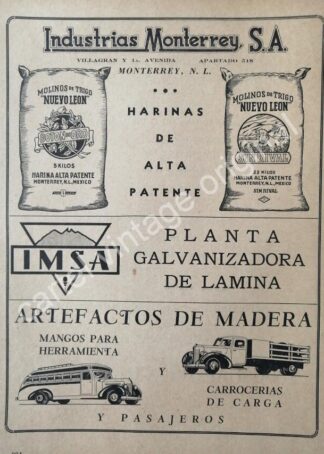 Industrias Monterrey, S.A.
VILLAGRAN Y 1a. AVENIDA APARTADO 518
MONTERREY, N. L.
MOLINOS DE TRIGO
"NUEVO LEON"
5 KILOS
HARINA ALTA PATENTE
MONTERREY, N.L., MEXICO
HARINAS
DE
ALTA
PATENTE
MOLINOS DE TRIGO
"NUEVO LEON"
SIN RIVAL
22 KILOS
HARINA ALTA PATENTE
MONTERREY, N.L., MEXICO
SIN RIVAL
IMSA
PLANTA
GALVANIZADORA
DE LAMINA
ARTEFACTOS DE MADERA
MANGOS PARA
HERRAMIENTA
Y
CARROCERIAS
DE CARGA
Y PASAJEROS